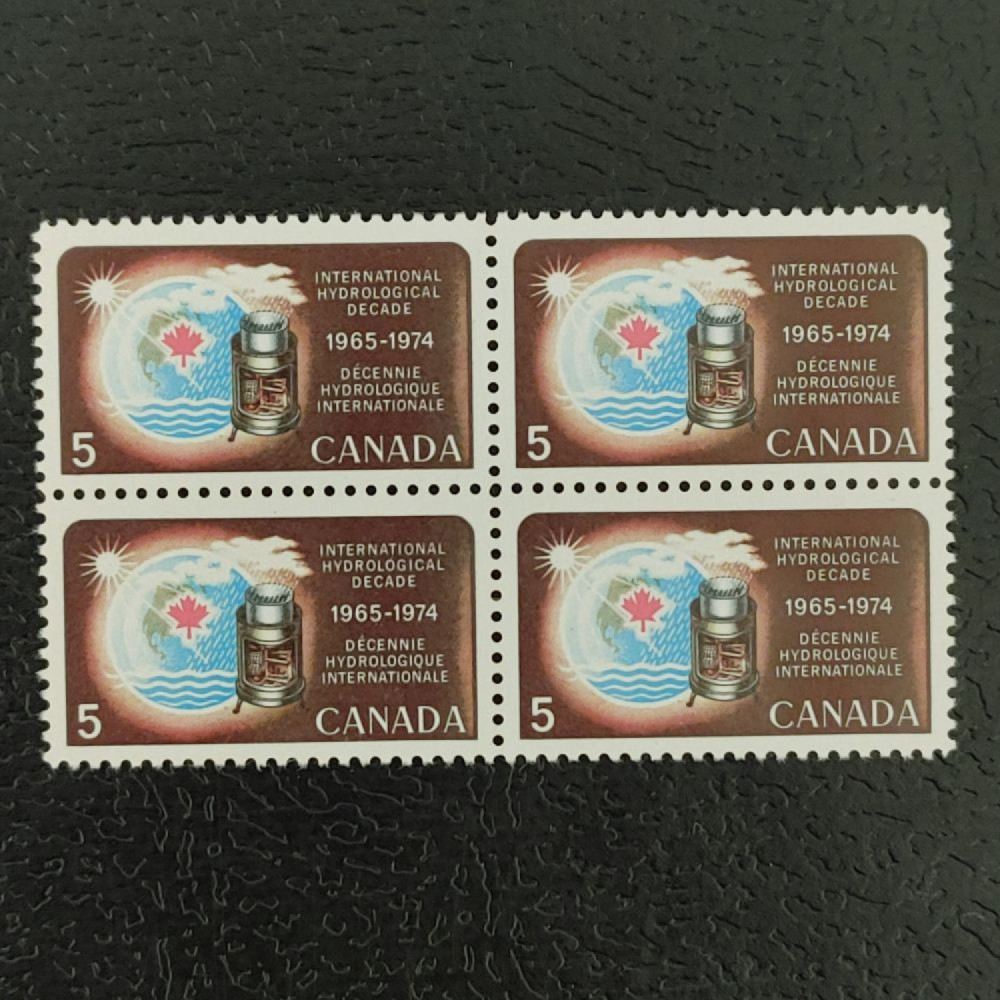 INTERNATIONAL
HYDROLOGICAL
DECADE
1965-1974
DÉCENNIE
HYDROLOGIQUE
INTERNATIONALE
5 CANADA
INTERNATIONAL
HYDROLOGICAL
DECADE
1965-1974
DÉCENNIE
HYDROLOGIQUE
INTERNATIONALE
5 CANADA
INTERNATIONAL
HYDROLOGICAL
DECADE
1965-1974
DÉCENNIE
HYDROLOGIQUE
INTERNATIONALE
5 CANADA
INTERNATIONAL
HYDROLOGICAL
DECADE
1965-1974
DÉCENNIE
HYDROLOGIQUE
INTERNATIONALE
5 CANADA